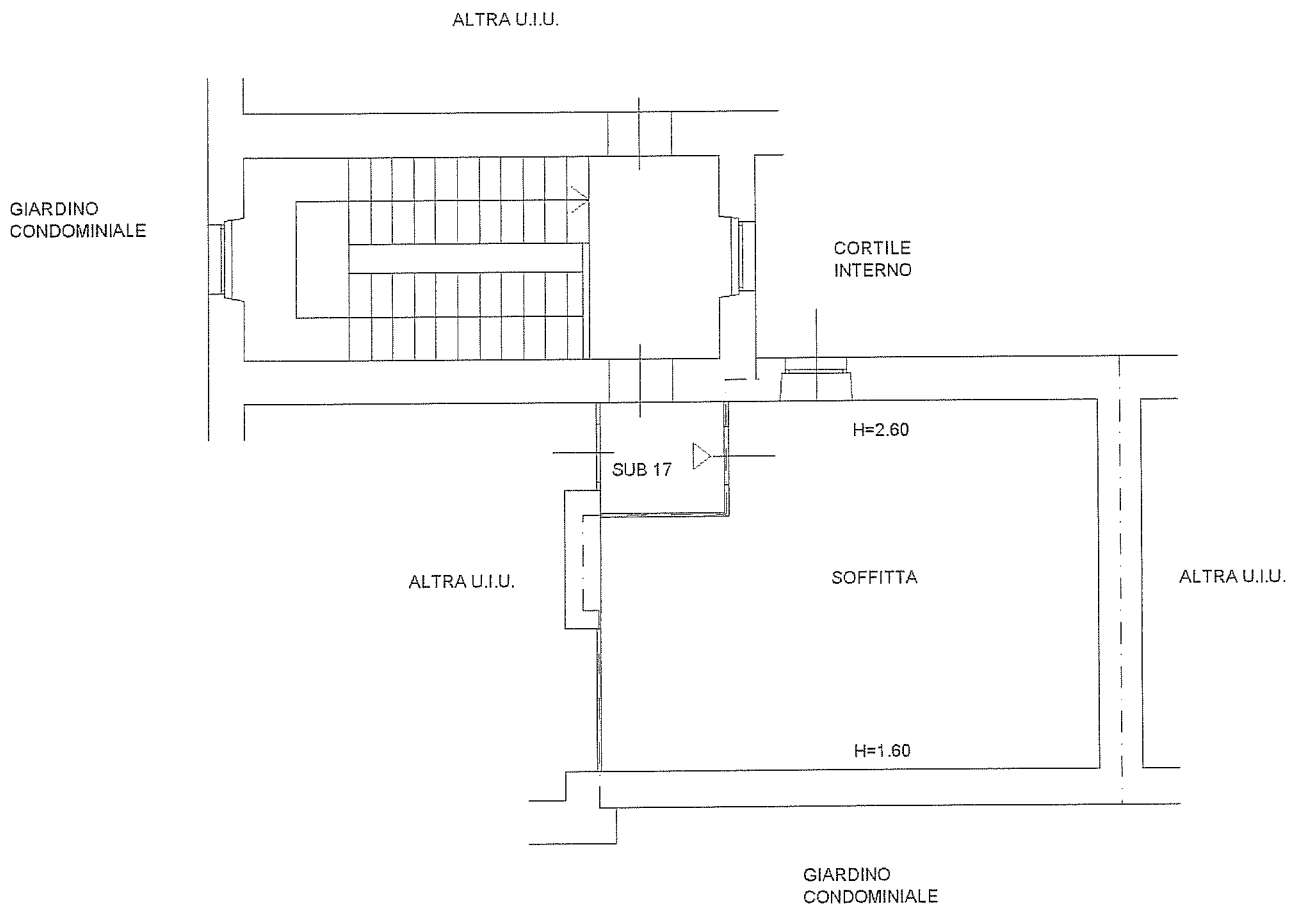 ALTRA U.I.U.
GIARDINO
CONDOMINIALE
CORTILE
INTERNO
H=2.60
SUB 17
ALTRA U.I.U.
SOFFITTA
ALTRA U.I.U.
H=1.60
GIARDINO
CONDOMINIALE